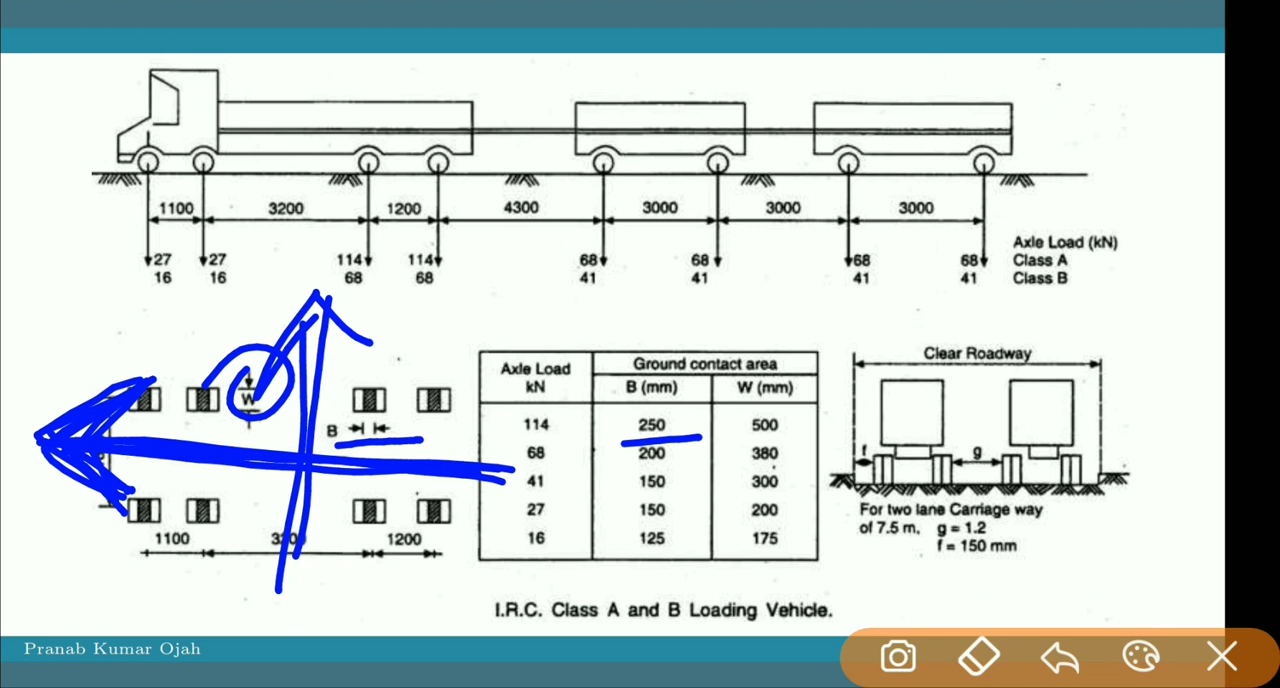 1100 3200 1200 4300 3000 3000 3000
Axle Load (kN)
27 27 114 114 68 68 68 68 Class A
16 16 68 68 41 41 41 41 Class B
W
B
1100 3200 1200
Axle Load kN Ground contact area
B (mm) W (mm)
114 250 500
68 200 380
41 150 300
27 150 200
16 125 175
Clear Roadway
f g
For two lane Carriage way
of 7.5 m, g = 1.2
f = 150 mm
I.R.C. Class A and B Loading Vehicle.
Pranab Kumar Ojah